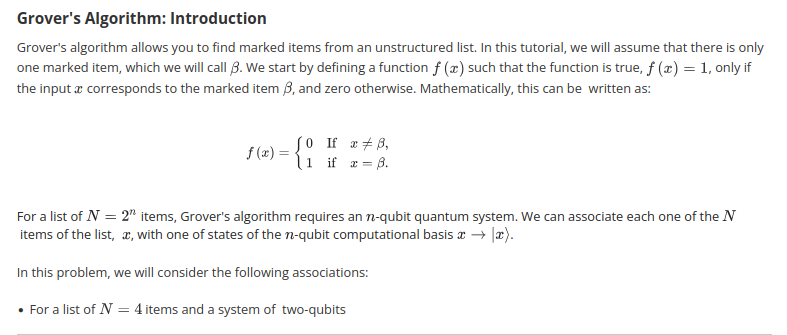 Grover's Algorithm: Introduction
Grover's algorithm allows you to find marked items from an unstructured list. In this tutorial, we will assume that there is only
one marked item, which we will call β. We start by defining a function f (x) such that the function is true, f (x) = 1, only if
the input x corresponds to the marked item β, and zero otherwise. Mathematically, this can be written as:
f (x) = { 0 If x ≠ β,
1 if x = β.
For a list of N = 2ⁿ items, Grover's algorithm requires an n-qubit quantum system. We can associate each one of the N
items of the list, x, with one of states of the n-qubit computational basis x → |x⟩.
In this problem, we will consider the following associations:
• For a list of N = 4 items and a system of two-qubits